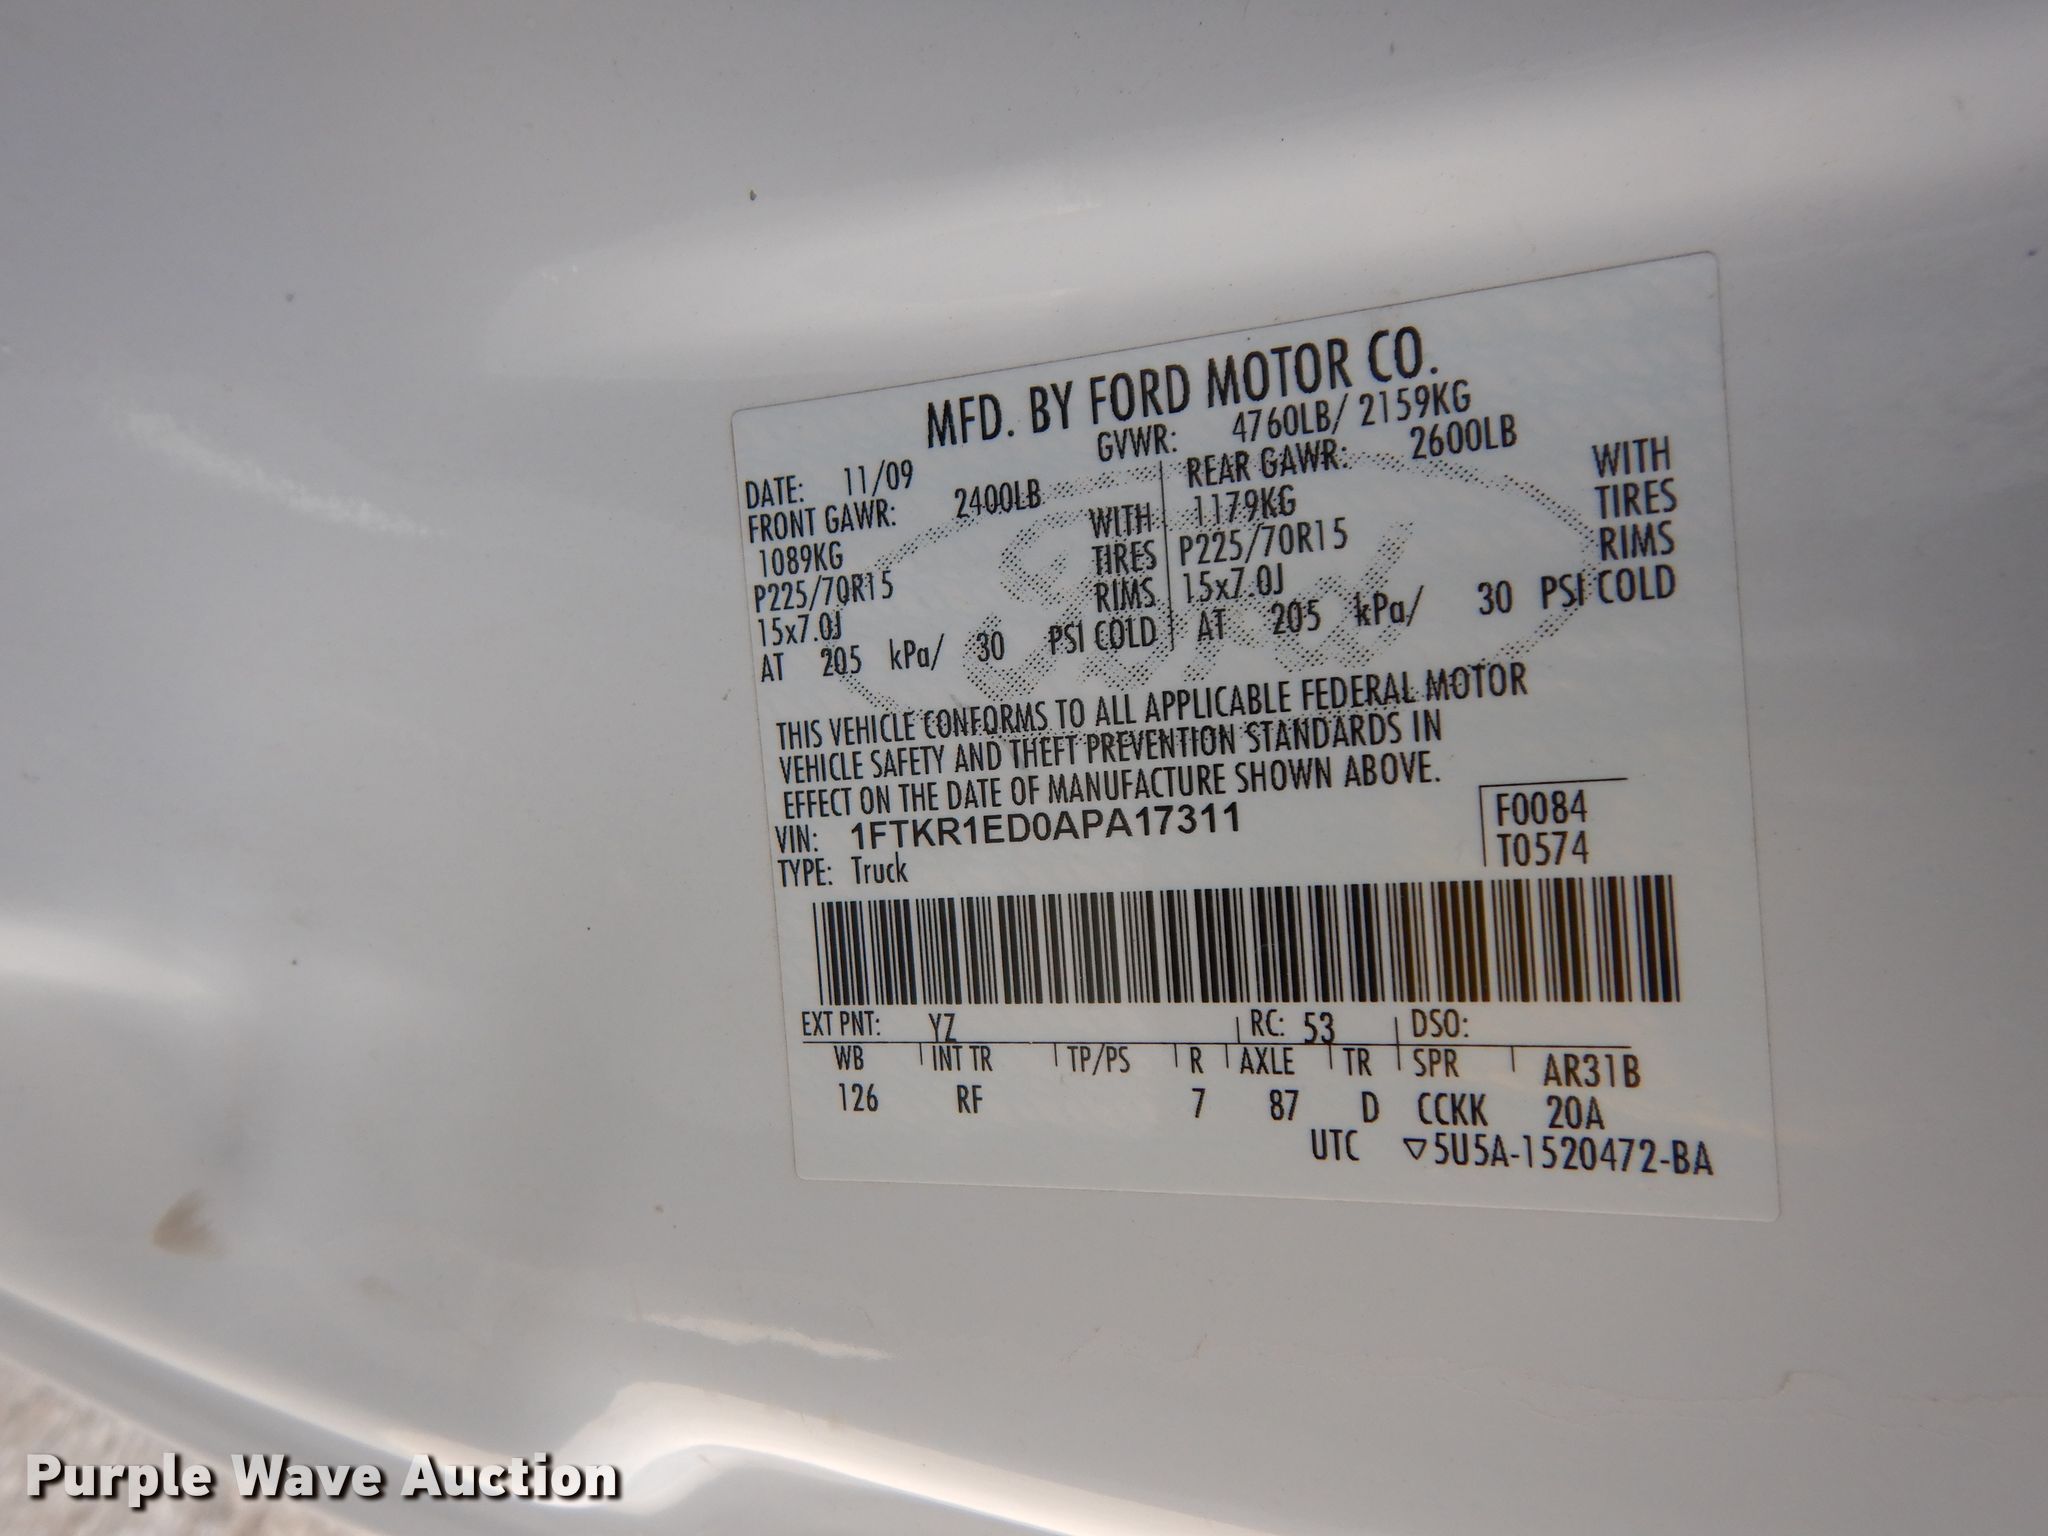 MFD. BY FORD MOTOR CO.
DATE: 11/09 GVWR: 4760LB/ 2159KG
FRONT GAWR: 2400LB REAR GAWR: 2600LB
1089KG WITH 1179KG WITH
P225/70R15 TIRES P225/70R15 TIRES
15x7.0J RIMS 15x7.0J RIMS
AT 205 kPa/ 30 PSI COLD AT 205 kPa/ 30 PSI COLD
THIS VEHICLE CONFORMS TO ALL APPLICABLE FEDERAL MOTOR
VEHICLE SAFETY AND THEFT PREVENTION STANDARDS IN
EFFECT ON THE DATE OF MANUFACTURE SHOWN ABOVE.
VIN: 1FTKR1ED0APA17311 F0084
TYPE: Truck T0574
EXT PNT: YZ RC: 53 DSO:
WB INT TR TP/PS R AXLE TR SPR AR31B
126 RF 7 87 D CCKK 20A
UTC ▽5U5A-1520472-BA
Ford
Purple Wave Auction